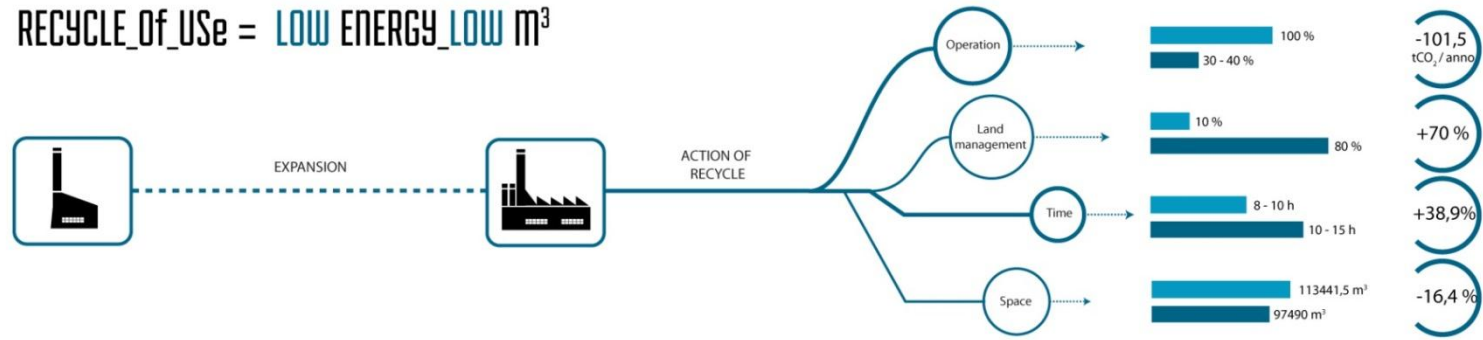 RECYCLE_Of_USe = LOW ENERGY_LOW m³
EXPANSION
ACTION OF
RECYCLE
Operation
100 %
30 - 40 %
-101,5
tCO₂ / anno
Land
management
10 %
80 %
+70 %
Time
8 - 10 h
10 - 15 h
+38,9%
Space
113441,5 m³
97490 m³
-16,4 %